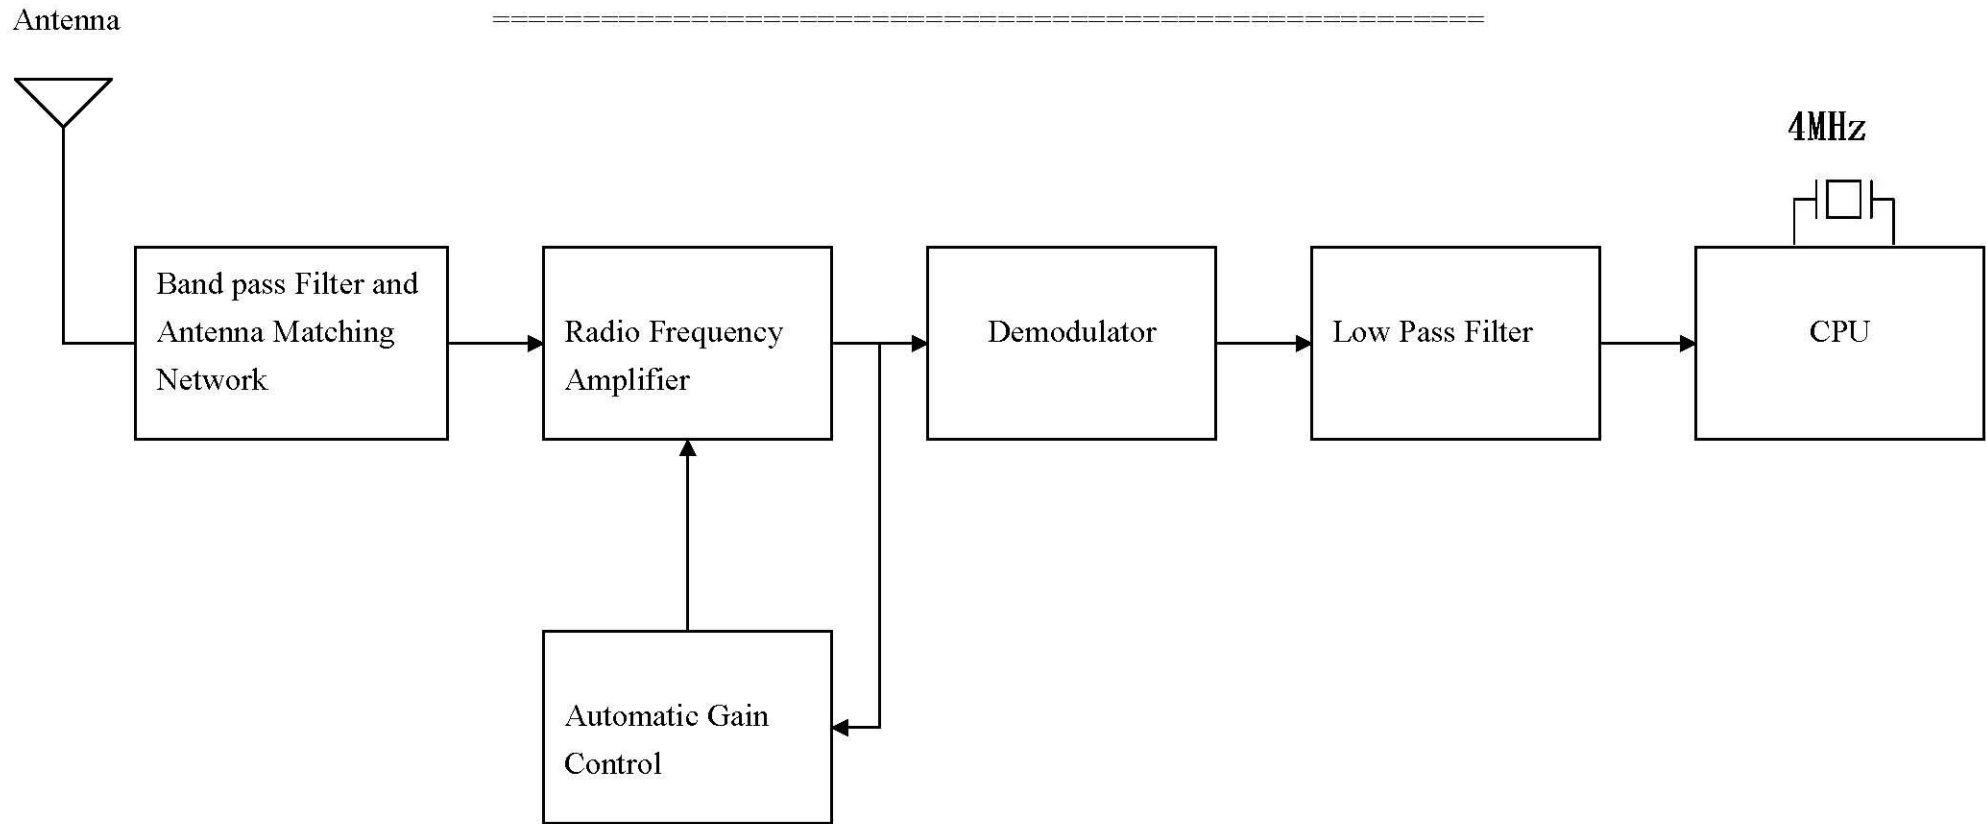 Antenna
=======================================================
4MHz
Band pass Filter and
Antenna Matching
Network
Radio Frequency
Amplifier
Demodulator
Low Pass Filter
CPU
Automatic Gain
Control